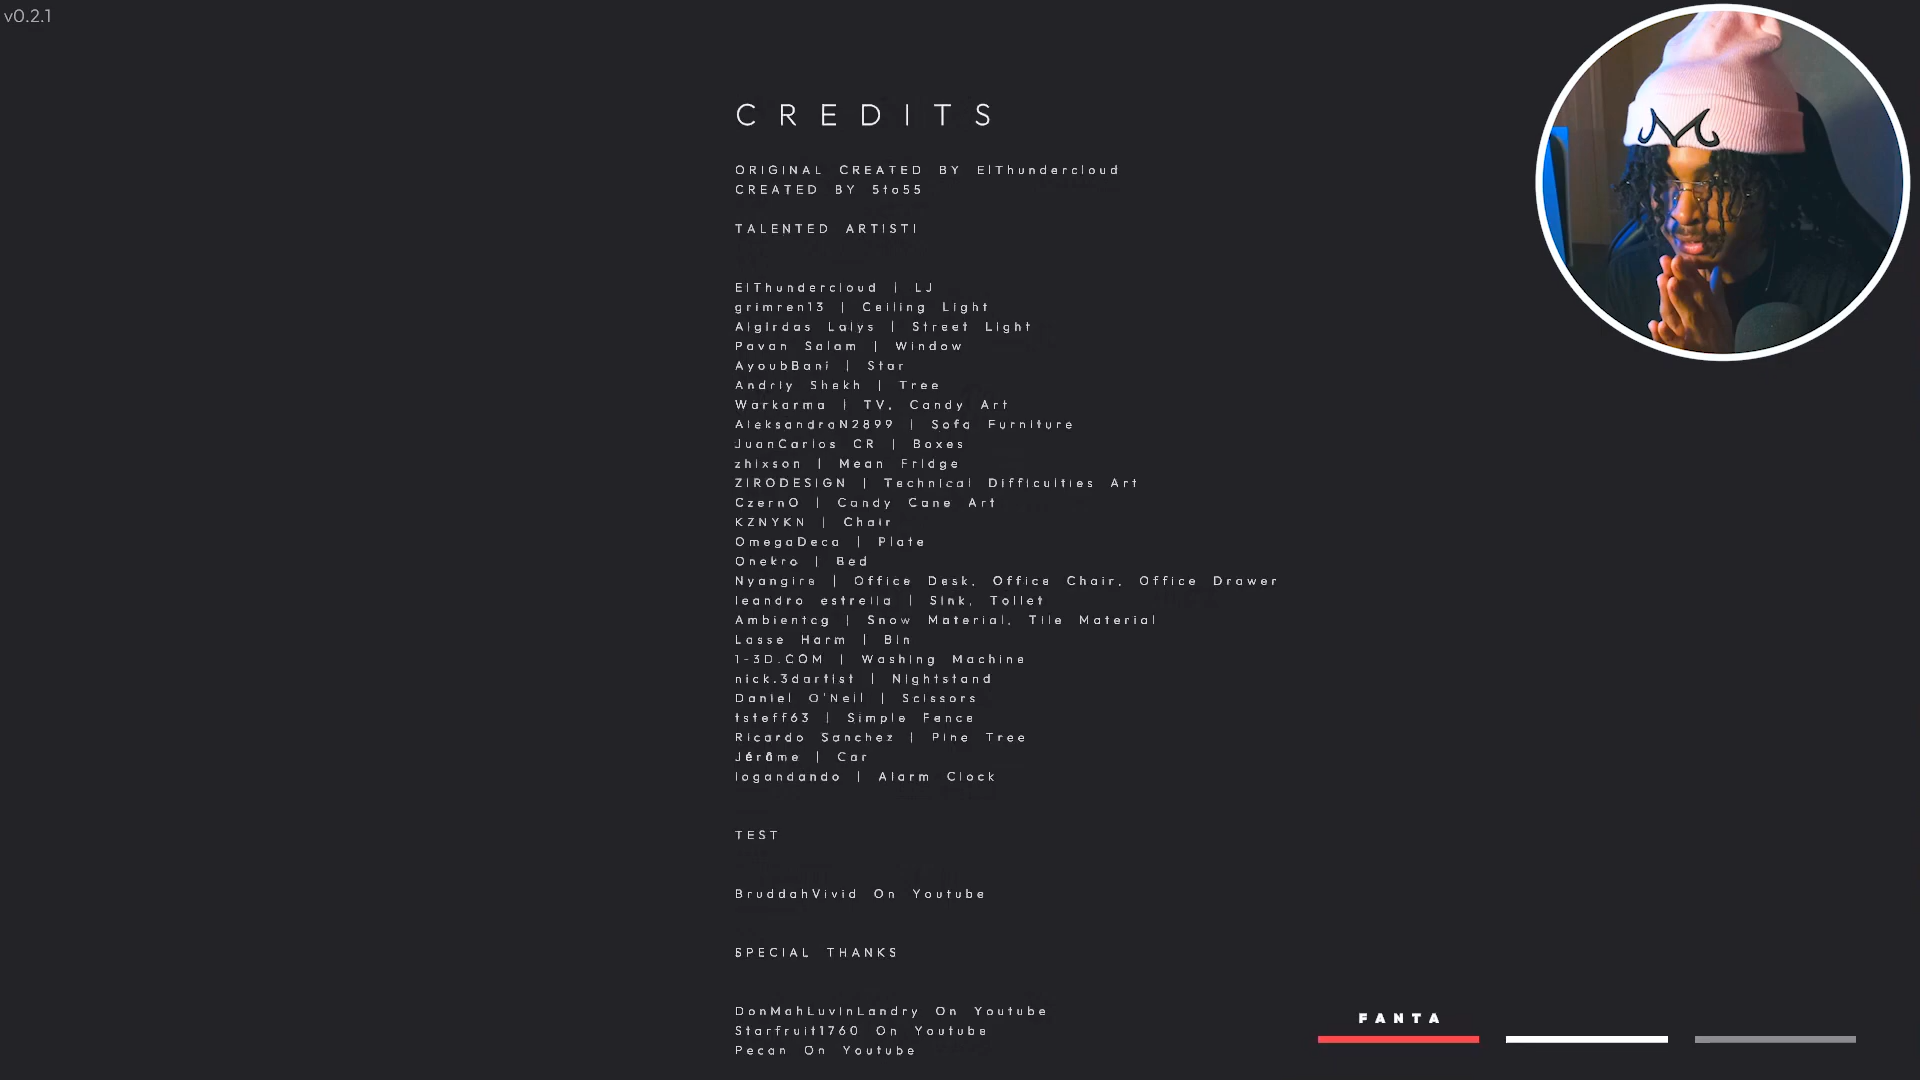 v0.2.1
CREDITS
ORIGINAL CREATED BY ElThundercloud
CREATED BY 5to55
TALENTED ARTISTI
ElThundercloud | LJ
grimren13 | Ceiling Light
Aigirdas Laiys | Street Light
Pavan Salam | Window
AyoubBani | Star
Andriy Shekh | Tree
Warkarma | TV, Candy Art
AleksandraN2899 | Sofa Furniture
JuanCarlos CR | Boxes
zhixson | Mean Fridge
ZIRODESIGN | Technical Difficulties Art
CzernO | Candy Cane Art
KZNYKN | Chair
OmegaDeca | Plate
Onekro | Bed
Nyangire | Office Desk, Office Chair, Office Drawer
leandro estrella | Sink, Toilet
Ambientcg | Snow Material, Tile Material
Lasse Harm | Bin
1-3D.COM | Washing Machine
nick.3dartist | Nightstand
Daniel O'Neil | Scissors
tsteff63 | Simple Fence
Ricardo Sanchez | Pine Tree
Jérôme | Car
logandando | Alarm Clock
TEST
BruddahVivid On Youtube
SPECIAL THANKS
DonMahLuvinLandry On Youtube
Starfruit1760 On Youtube
Pecan On Youtube
FANTA